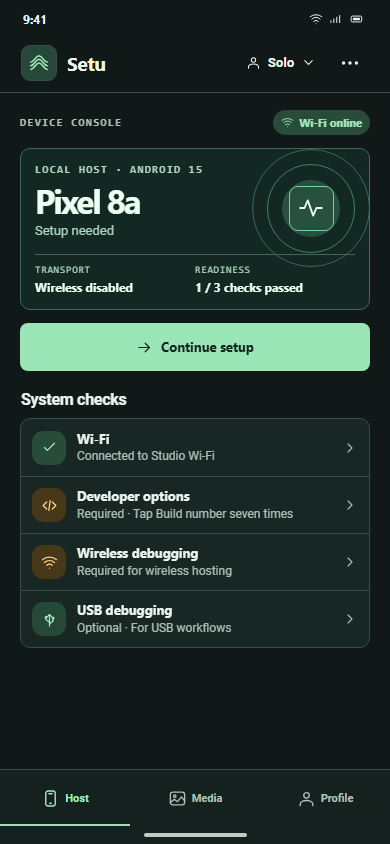 9:41
Setu
Solo
DEVICE CONSOLE
Wi-Fi online
LOCAL HOST · ANDROID 15
Pixel 8a
Setup needed
TRANSPORT
Wireless disabled
READINESS
1 / 3 checks passed
Continue setup
System checks
Wi-Fi
Connected to Studio Wi-Fi
Developer options
Required · Tap Build number seven times
Wireless debugging
Required for wireless hosting
USB debugging
Optional · For USB workflows
Host
Media
Profile